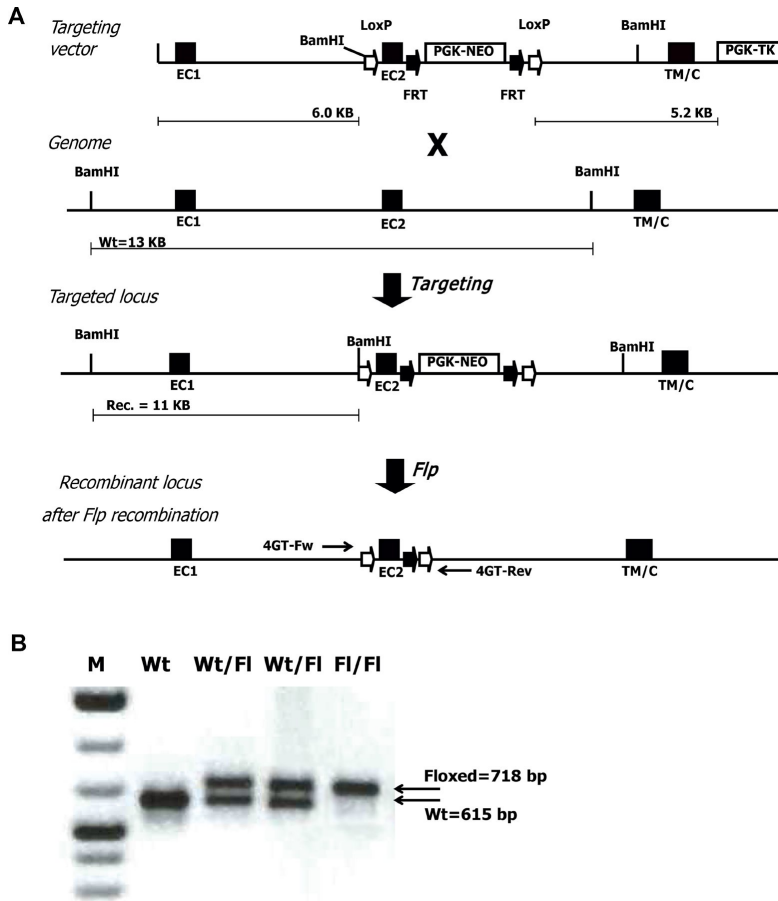 A
Targeting
vector
BamHI
LoxP
LoxP
BamHI
EC1
EC2
PGK-NEO
FRT
FRT
TM/C
PGK-TK
6.0 KB
5.2 KB
X
Genome
BamHI
BamHI
EC1
EC2
TM/C
Wt=13 KB
Targeting
Targeted locus
BamHI
BamHI
BamHI
EC1
EC2
PGK-NEO
TM/C
Rec. = 11 KB
Flp
Recombinant locus
after Flp recombination
4GT-Fw
EC1
EC2
4GT-Rev
TM/C
B
M Wt Wt/Fl Wt/Fl Fl/Fl
Floxed=718 bp
Wt=615 bp